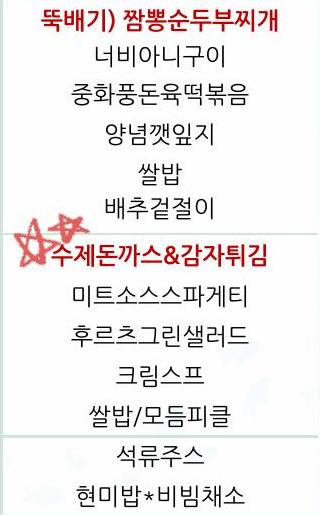 뚝배기) 짬뽕순두부찌개
너비아니구이
중화풍돈육떡볶음
양념깻잎지
쌀밥
배추겉절이
수제돈까스&감자튀김
미트소스스파게티
후르츠그린샐러드
크림스프
쌀밥/모듬피클
석류주스
현미밥*비빔채소